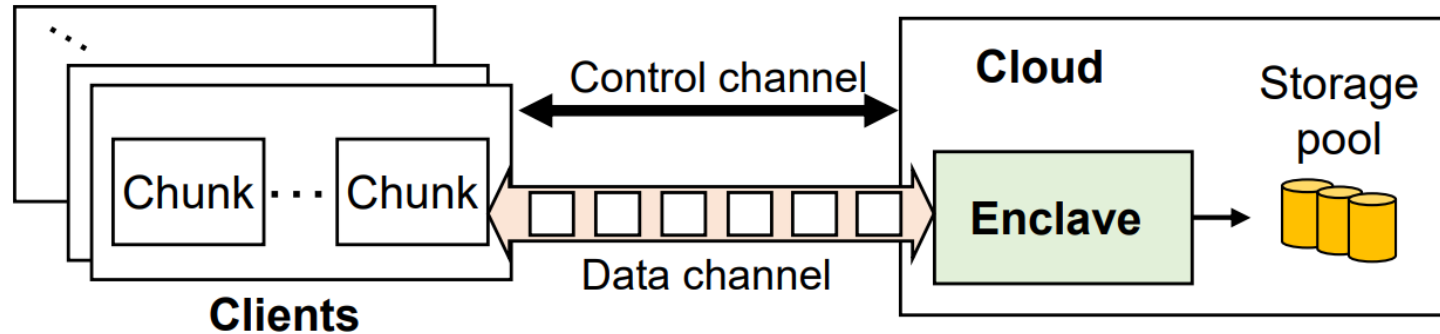 Control channel
Cloud
Storage
pool
Chunk ··· Chunk
Enclave
Data channel
Clients